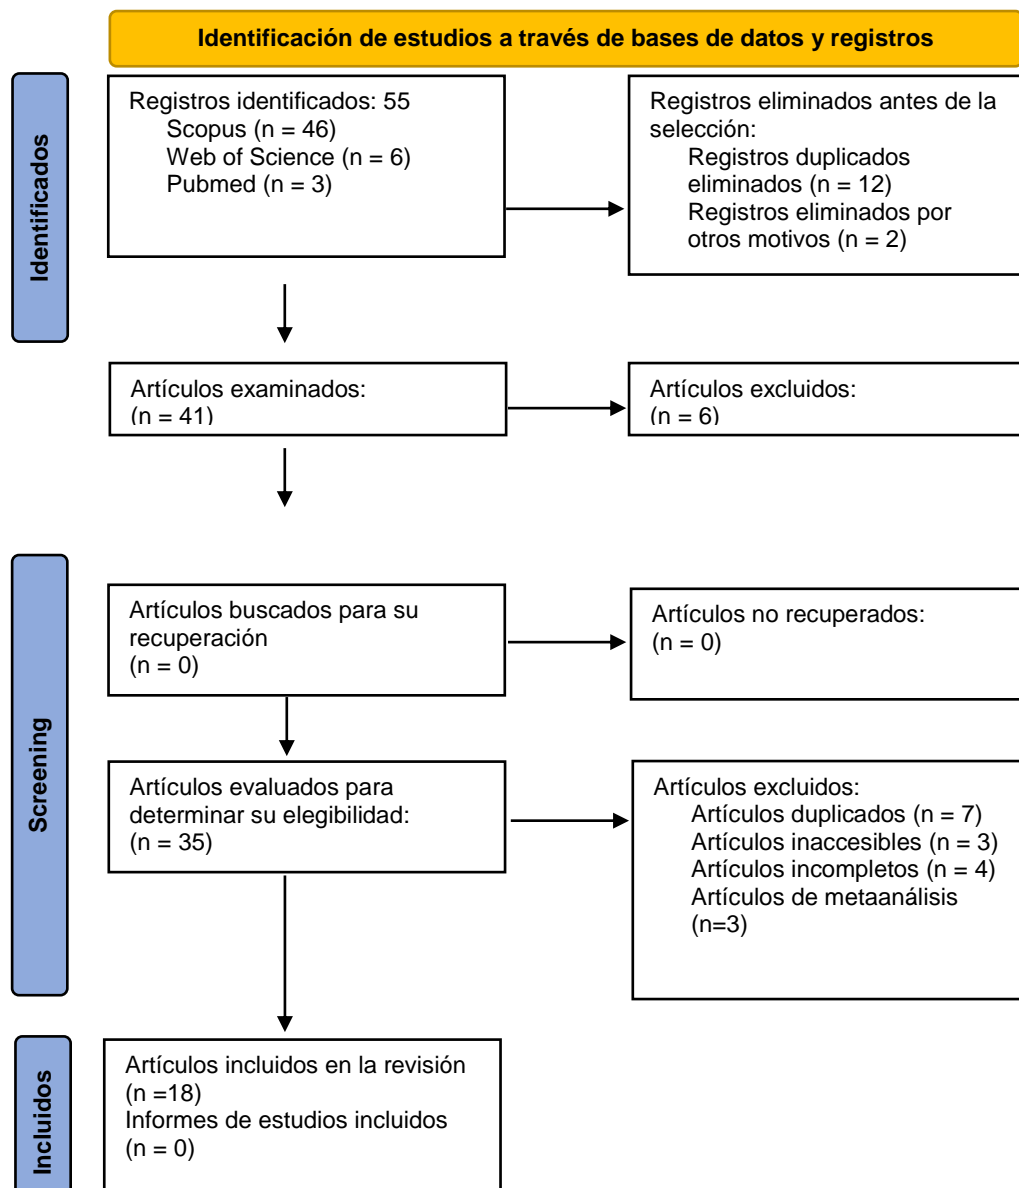 Identificación de estudios a través de bases de datos y registros
Identificados
Registros identificados: 55
Scopus (n = 46)
Web of Science (n = 6)
Pubmed (n = 3)
Registros eliminados antes de la
selección:
Registros duplicados
eliminados (n = 12)
Registros eliminados por
otros motivos (n = 2)
Artículos examinados:
(n = 41)
Artículos excluidos:
(n = 6)
Screening
Artículos buscados para su
recuperación
(n = 0)
Artículos no recuperados:
(n = 0)
Artículos evaluados para
determinar su elegibilidad:
(n = 35)
Artículos excluidos:
Artículos duplicados (n = 7)
Artículos inaccesibles (n = 3)
Artículos incompletos (n = 4)
Artículos de metaanálisis
(n=3)
Incluidos
Artículos incluidos en la revisión
(n =18)
Informes de estudios incluidos
(n = 0)